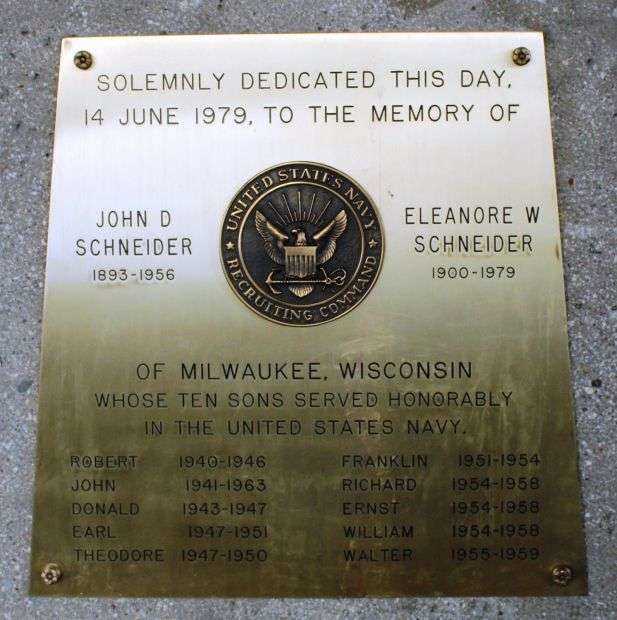 SOLEMNLY DEDICATED THIS DAY,
14 JUNE 1979, TO THE MEMORY OF
JOHN D
SCHNEIDER
1893-1956
UNITED STATES NAVY
RECRUITING COMMAND
ELEANORE W
SCHNEIDER
1900-1979
OF MILWAUKEE, WISCONSIN
WHOSE TEN SONS SERVED HONORABLY
IN THE UNITED STATES NAVY.
ROBERT 1940-1946
JOHN 1941-1963
DONALD 1943-1947
EARL 1947-1951
THEODORE 1947-1950
FRANKLIN 1951-1954
RICHARD 1954-1958
ERNST 1954-1958
WILLIAM 1954-1958
WALTER 1955-1959